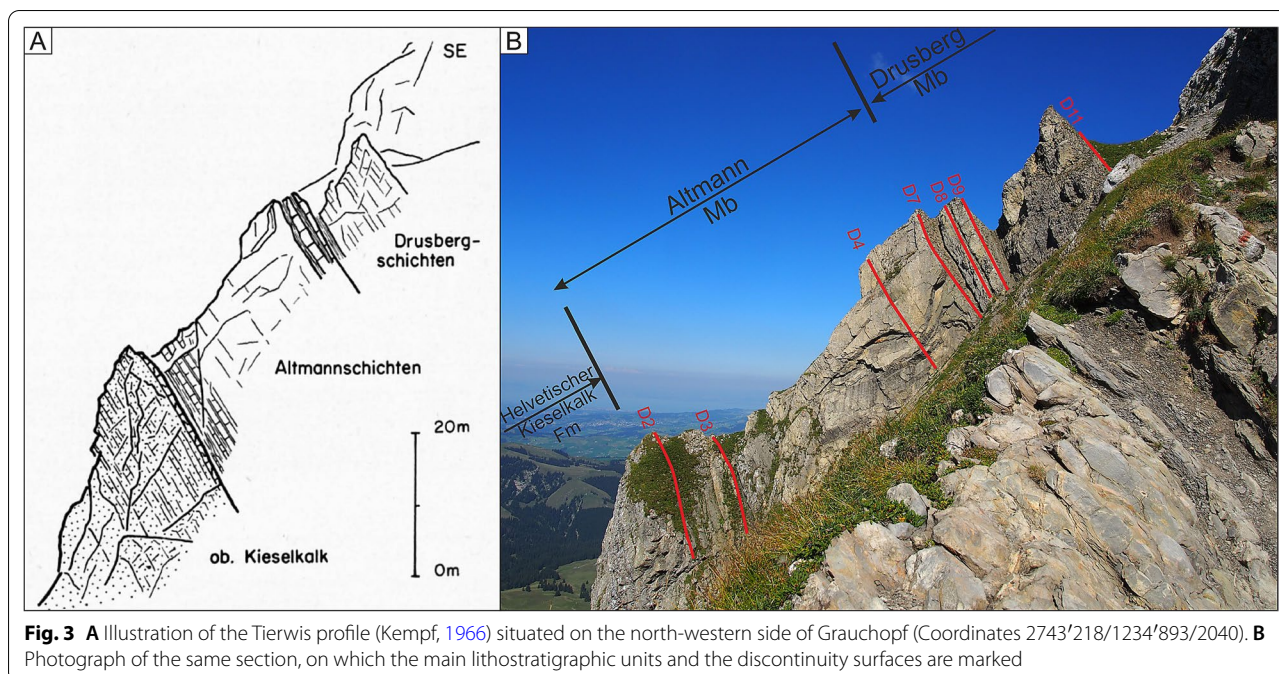 A
SE
Drusberg-
schichten
Altmannschichten
20m
0m
ob. Kieselkalk
B
Drusberg
Mb
Altmann
Mb
Helvetischer
Kieselkalk
Fm
D2
D3
D4
D7
D8
D9
D11
Fig. 3 A Illustration of the Tierwis profile (Kempf, 1966) situated on the north-western side of Grauchopf (Coordinates 2743′218/1234′893/2040). B
Photograph of the same section, on which the main lithostratigraphic units and the discontinuity surfaces are marked